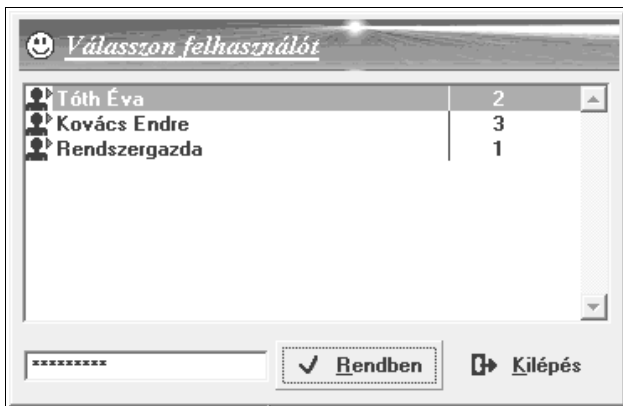 Válasszon felhasználót
Tóth Éva 2
Kovács Endre 3
Rendszergazda 1
********* Rendben Kilépés